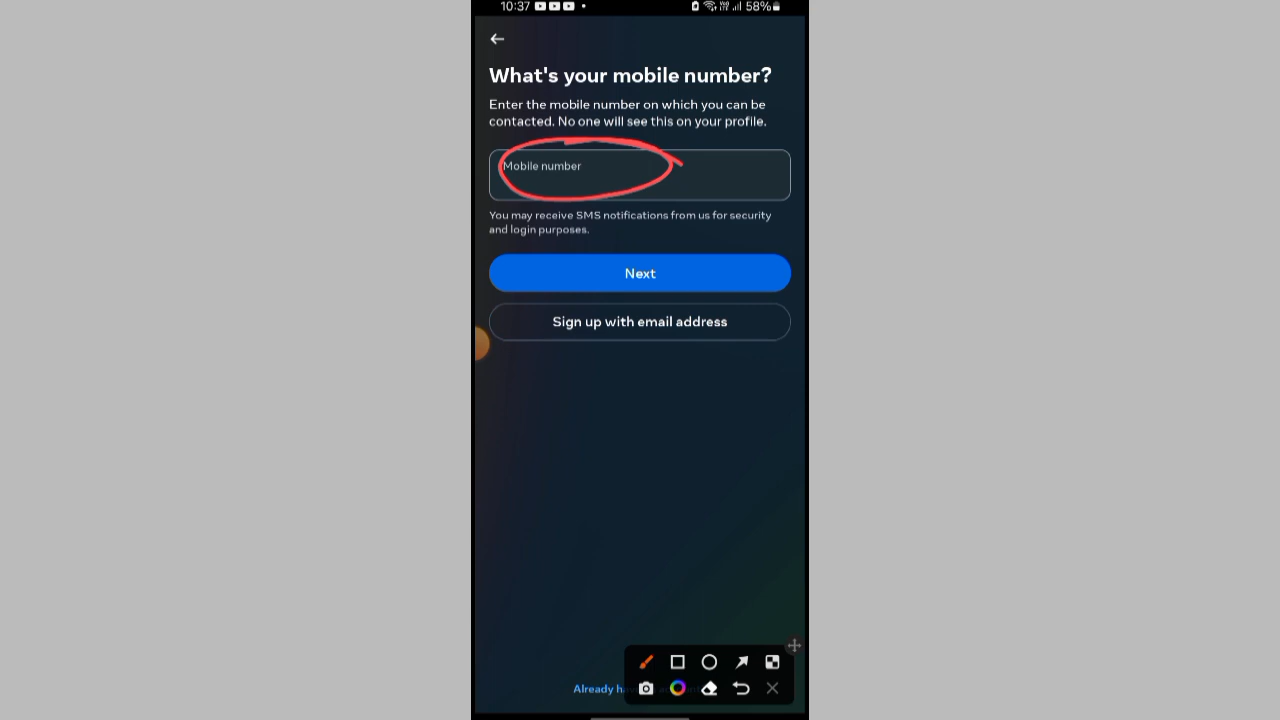 10:37
58%
What's your mobile number?
Enter the mobile number on which you can be
contacted. No one will see this on your profile.
Mobile number
You may receive SMS notifications from us for security
and login purposes.
Next
Sign up with email address
Already